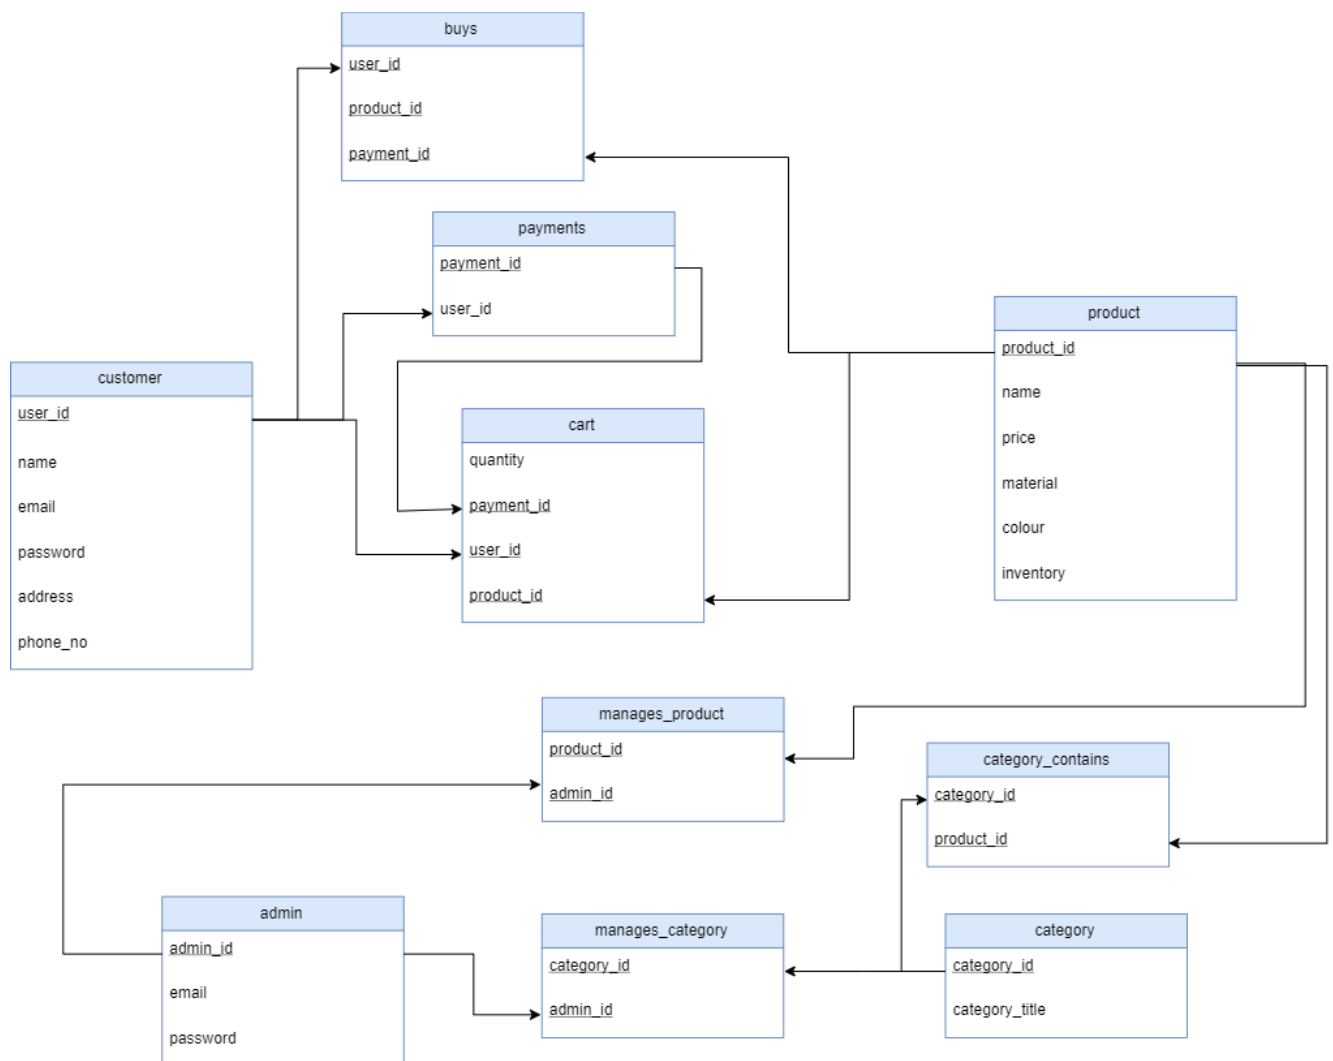 buys
user_id
product_id
payment_id
payments
payment_id
user_id
customer
user_id
name
email
password
address
phone_no
cart
quantity
payment_id
user_id
product_id
product
product_id
name
price
material
colour
inventory
manages_product
product_id
admin_id
category_contains
category_id
product_id
admin
admin_id
email
password
manages_category
category_id
admin_id
category
category_id
category_title